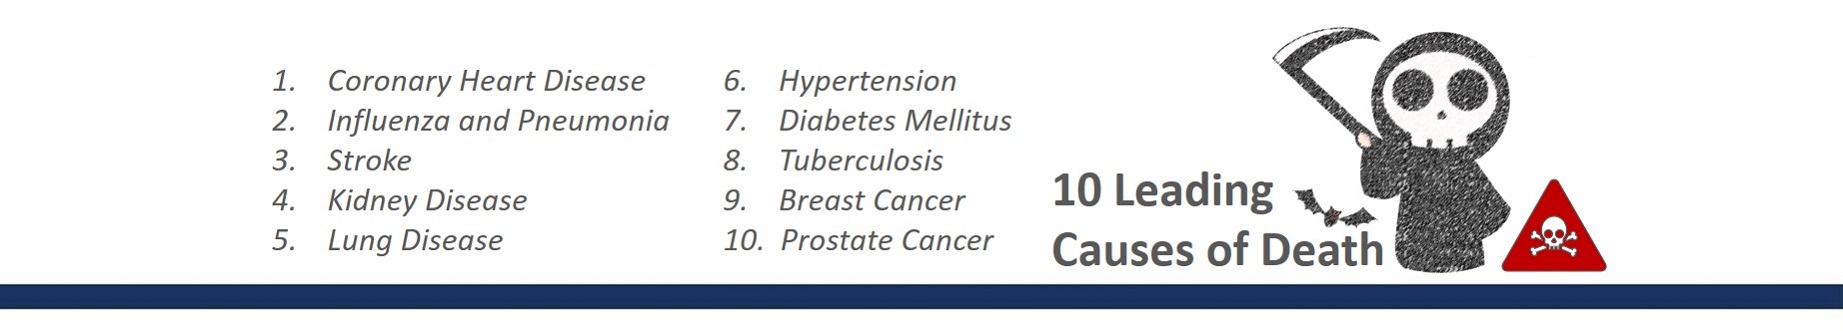 1. Coronary Heart Disease
2. Influenza and Pneumonia
3. Stroke
4. Kidney Disease
5. Lung Disease
6. Hypertension
7. Diabetes Mellitus
8. Tuberculosis
9. Breast Cancer
10. Prostate Cancer
10 Leading
Causes of Death